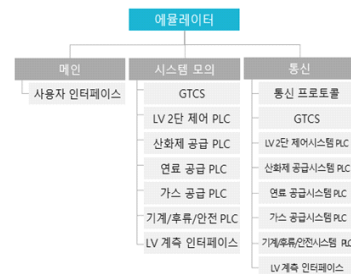 에뮬레이터
메인
사용자 인터페이스
시스템 모의
GTCS
LV 2단 제어 PLC
산화제 공급 PLC
연료 공급 PLC
가스 공급 PLC
기계/후류/안전 PLC
LV 계측 인터페이스
통신
통신 프로토콜
GTCS
LV 2단 제어시스템 PLC
산화제 공급시스템 PLC
연료 공급시스템 PLC
가스 공급시스템 PLC
기계/후류/안전시스템 PLC
LV 계측 인터페이스